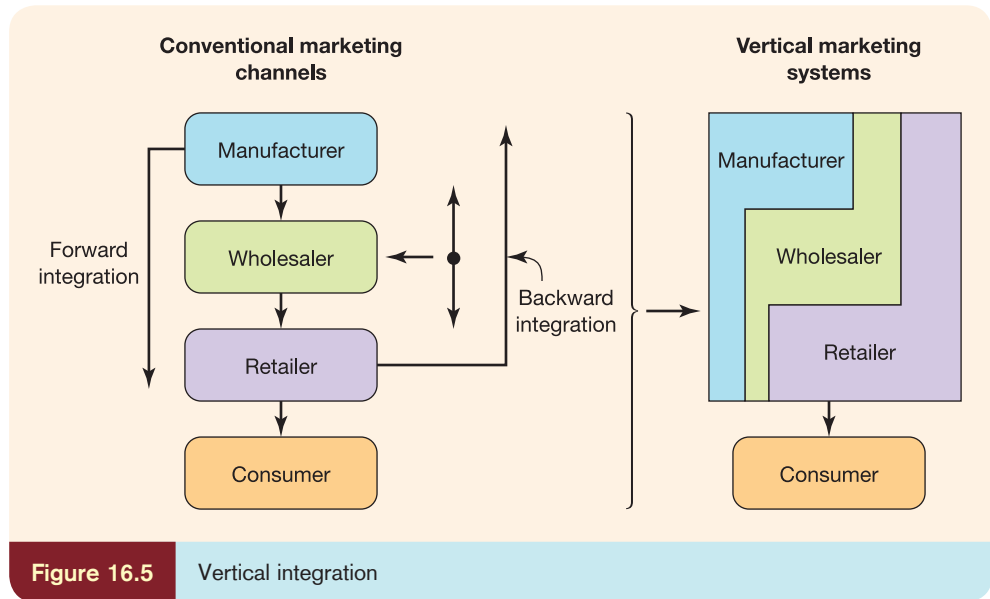 Conventional marketing
channels
Manufacturer
Wholesaler
Retailer
Consumer
Forward
integration
Backward
integration
Vertical marketing
systems
Manufacturer
Wholesaler
Retailer
Consumer
Figure 16.5
Vertical integration